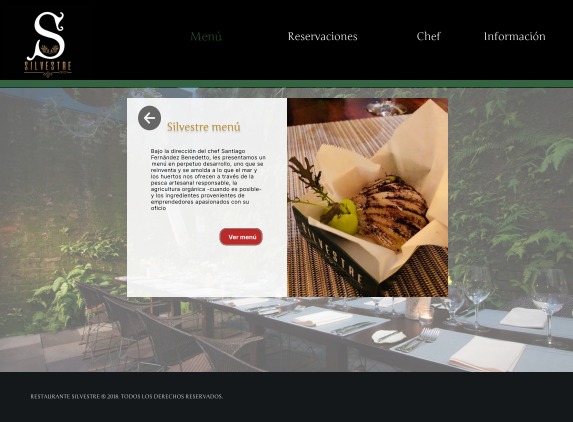 S
SILVESTRE
Menú
Reservaciones
Chef
Información
Silvestre menú
Bajo la dirección del chef Santiago
Fernández Benedetto, les presentamos un
menú en perpetuo desarrollo, uno que se
reinventa y se amolda a lo que el mar y
los huertos nos ofrecen a través de la
pesca artesanal responsable, la
agricultura orgánica -cuando es posible-
y los ingredientes provenientes de
emprendedores apasionados con su
oficio
Ver menú
SILVESTRE
RESTAURANTE SILVESTRE © 2018. TODOS LOS DERECHOS RESERVADOS.